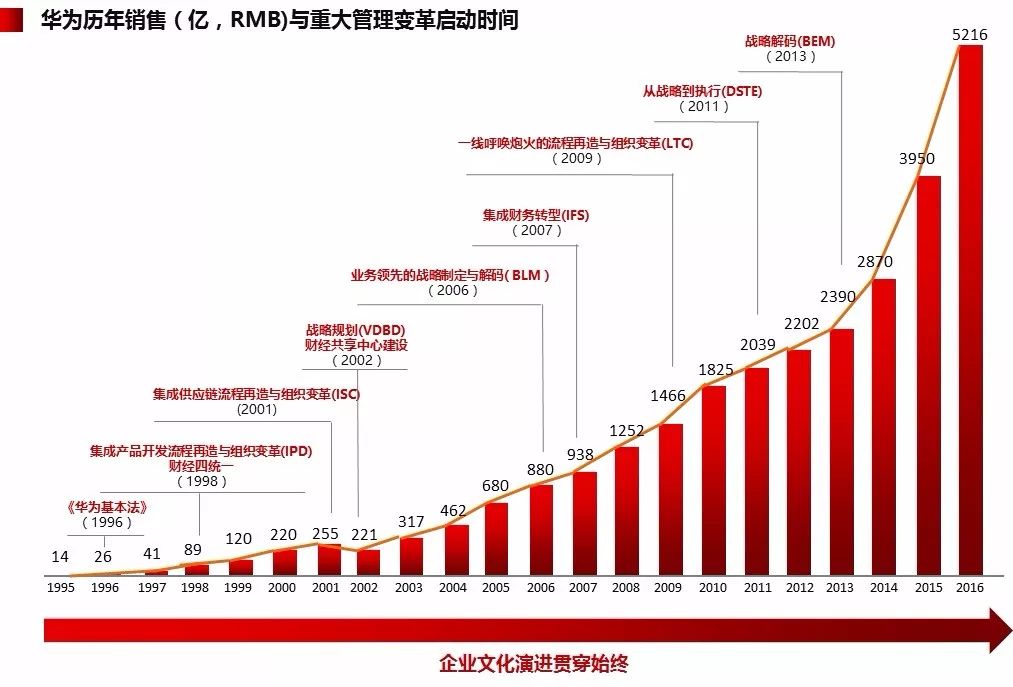 华为历年销售（亿，RMB)与重大管理变革启动时间
5216
战略解码(BEM)
（2013）
从战略到执行(DSTE)
（2011）
一线呼唤炮火的流程再造与组织变革(LTC)
（2009）
3950
集成财务转型(IFS)
（2007）
2870
业务领先的战略制定与解码( BLM ）
（2006）
2390
2202
战略规划(VDBD)
财经共享中心建设
（2002）
2039
1825
集成供应链流程再造与组织变革(ISC)
(2001)
1466
1252
集成产品开发流程再造与组织变革(IPD)
财经四统一
（1998）
938
880
680
《华为基本法》
（1996）
462
317
14 26 41 89 120 220 255 221
1995 1996 1997 1998 1999 2000 2001 2002 2003 2004 2005 2006 2007 2008 2009 2010 2011 2012 2013 2014 2015 2016
企业文化演进贯穿始终